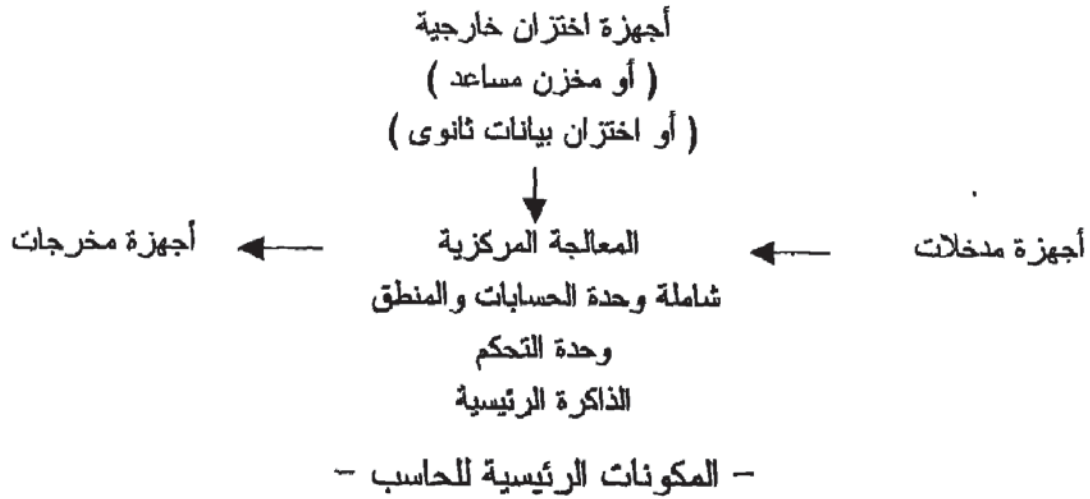 أجهزة اختزان خارجية
( أو مخزن مساعد )
( أو اختزان بيانات ثانوى )
أجهزة مدخلات
المعالجة المركزية
أجهزة مخرجات
شاملة وحدة الحسابات والمنطق
وحدة التحكم
الذاكرة الرئيسية
– المكونات الرئيسية للحاسب –